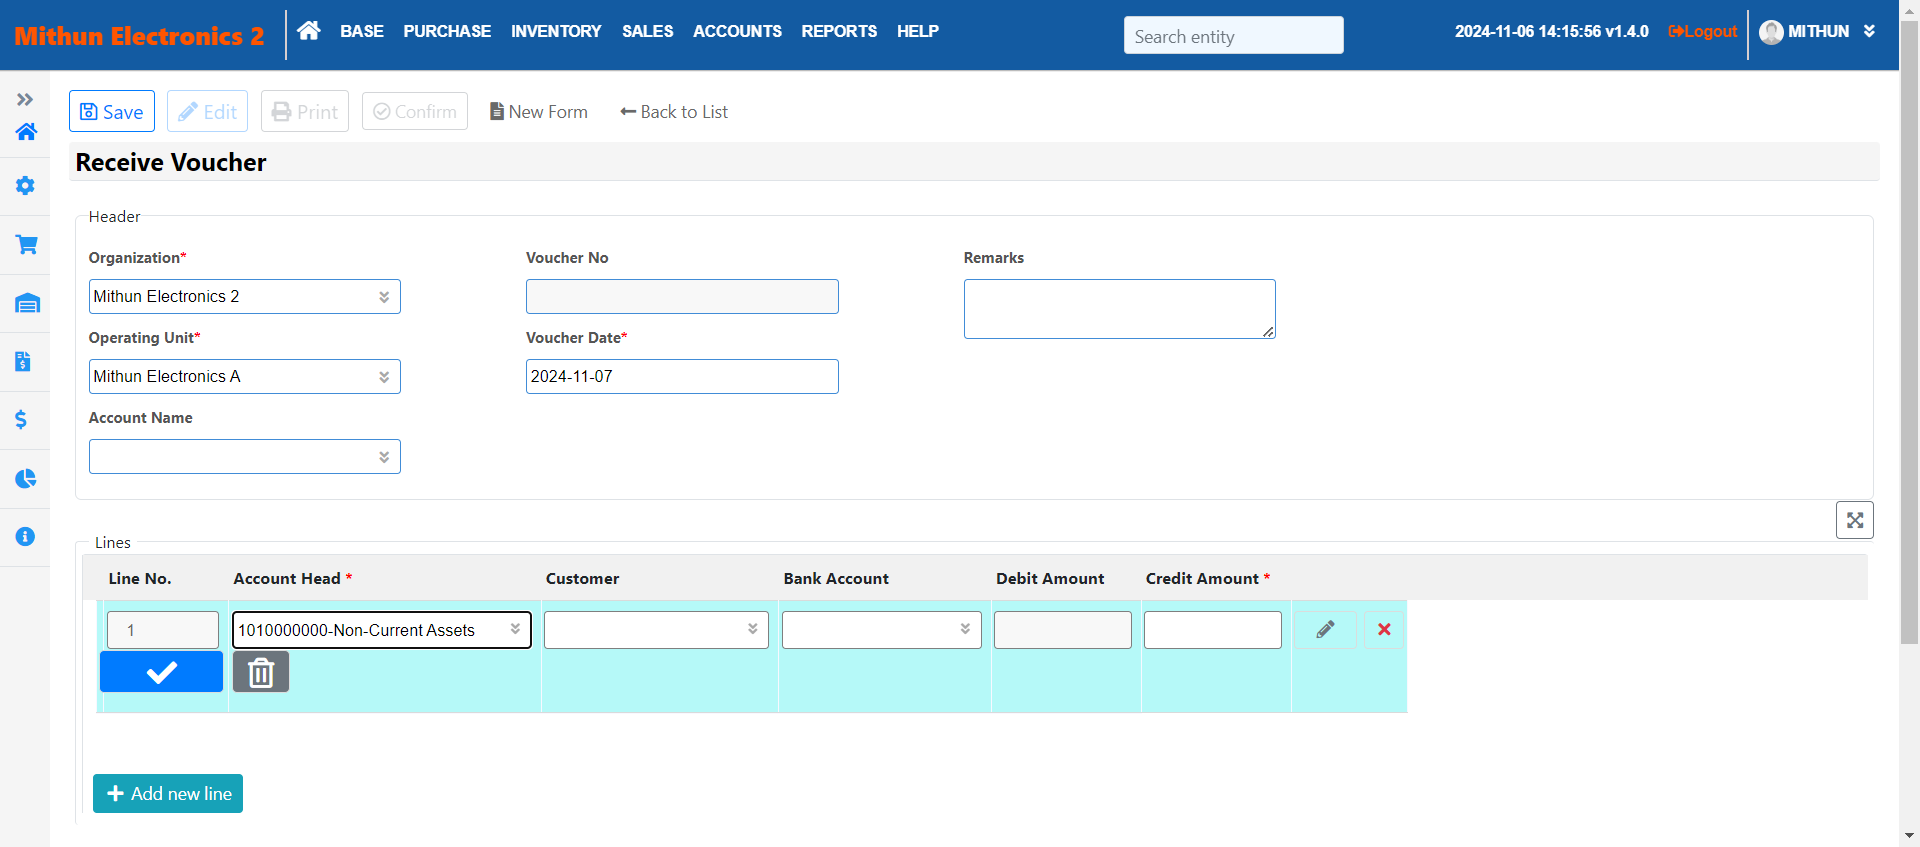 Mithun Electronics 2 BASE PURCHASE INVENTORY SALES ACCOUNTS REPORTS HELP Search entity 2024-11-06 14:15:56 v1.4.0 Logout MITHUN
Save Edit Print Confirm New Form Back to List
Receive Voucher
Header
Organization* Voucher No Remarks
Mithun Electronics 2
Operating Unit* Voucher Date*
Mithun Electronics A 2024-11-07
Account Name
Lines
Line No. Account Head * Customer Bank Account Debit Amount Credit Amount *
1 1010000000-Non-Current Assets
Add new line